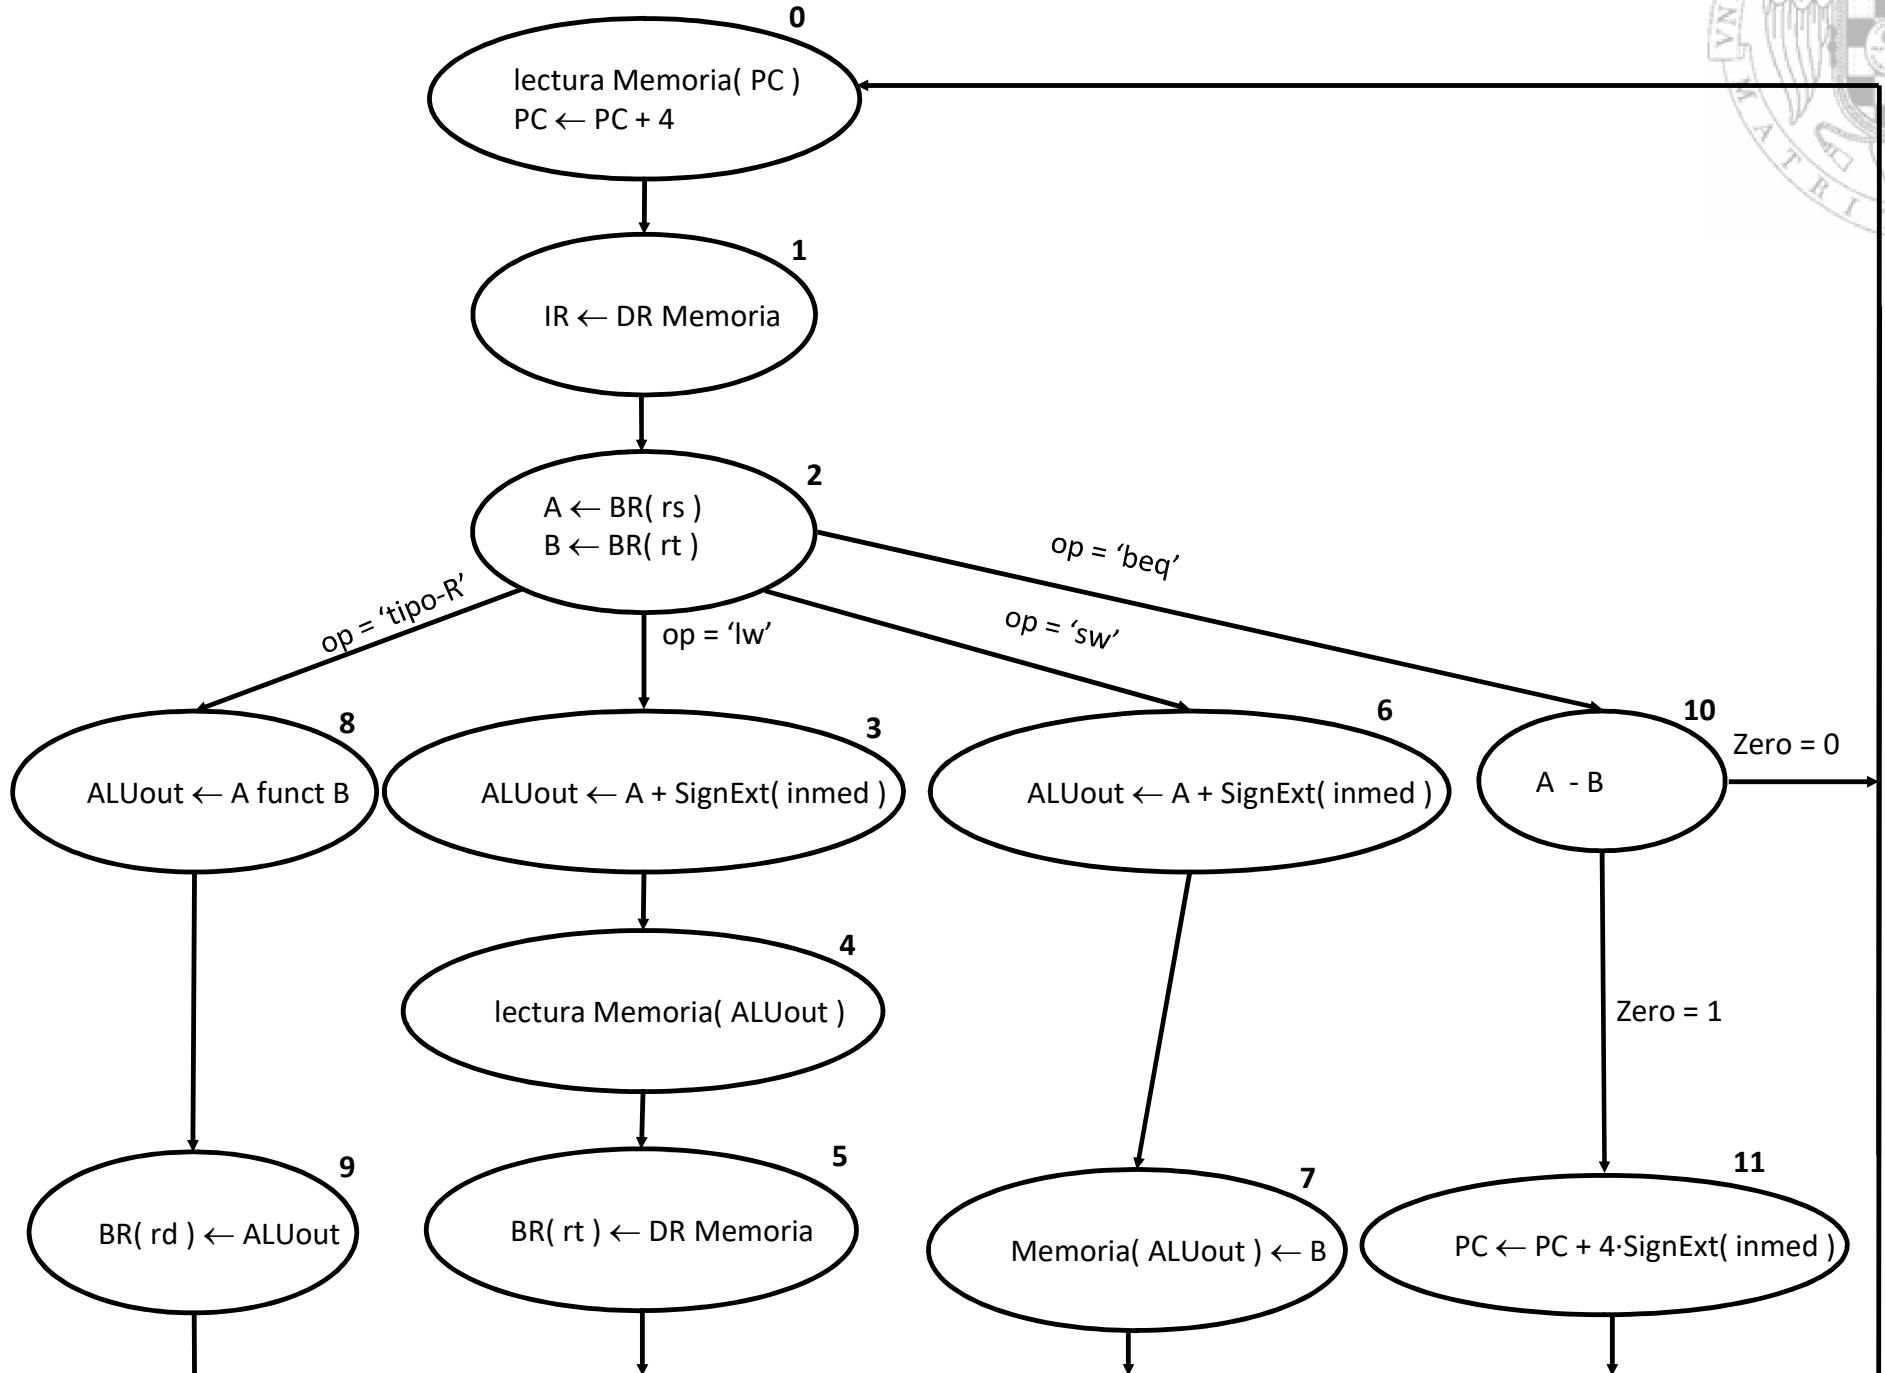 0
lectura Memoria( PC )
PC ← PC + 4
1
IR ← DR Memoria
2
A ← BR( rs )
B ← BR( rt )
op = ‘tipo-R’
op = ‘lw’
op = ‘sw’
op = ‘beq’
8
ALUout ← A funct B
3
ALUout ← A + SignExt( inmed )
6
ALUout ← A + SignExt( inmed )
10
A - B
Zero = 0
4
lectura Memoria( ALUout )
Zero = 1
9
BR( rd ) ← ALUout
5
BR( rt ) ← DR Memoria
7
Memoria( ALUout ) ← B
11
PC ← PC + 4·SignExt( inmed )
VN
MATRI